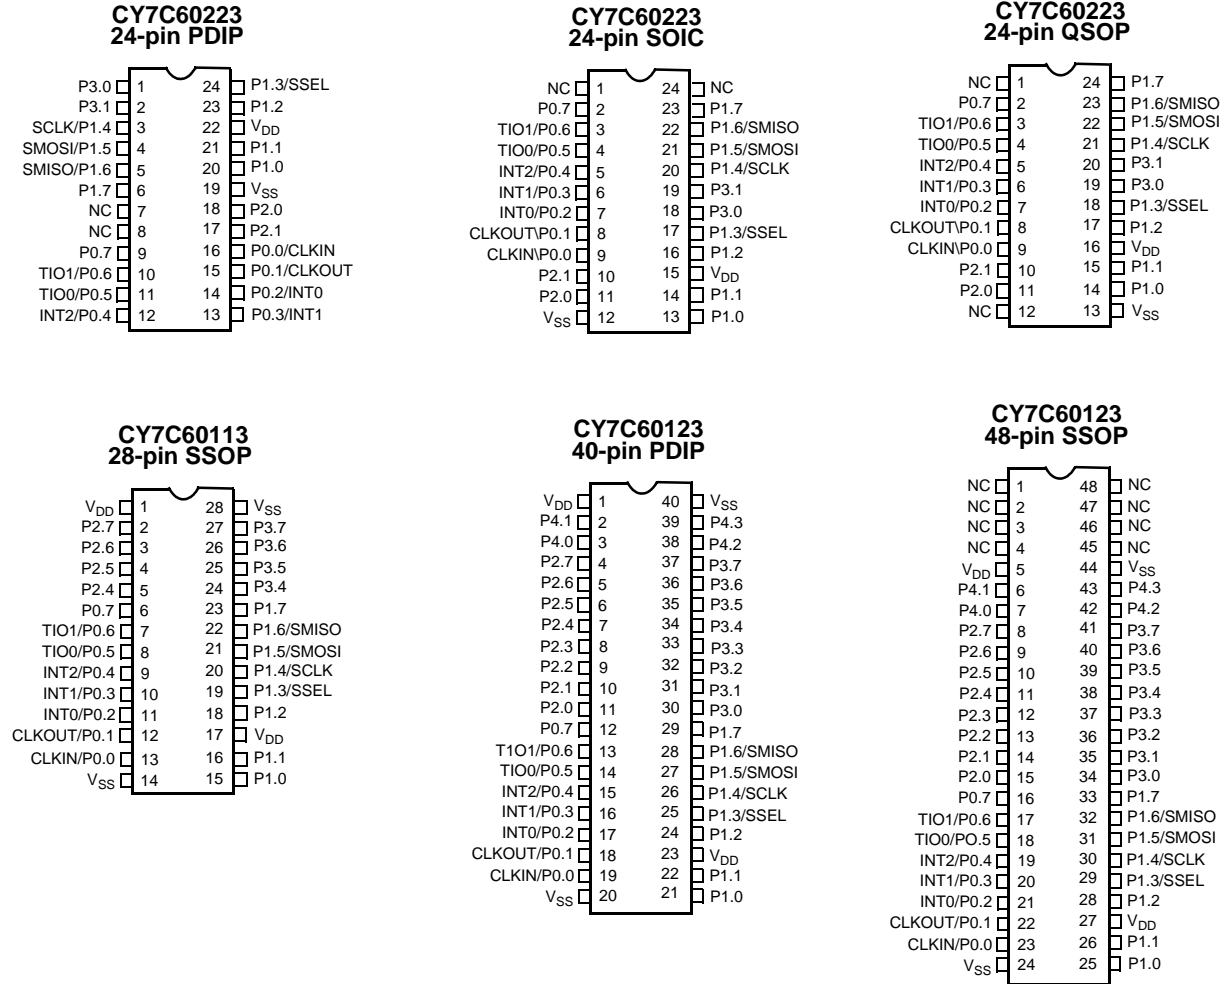 CY7C60223
24-pin PDIP
P3.0 1 24 P1.3/SSEL
P3.1 2 23 P1.2
SCLK/P1.4 3 22 VDD
SMOSI/P1.5 4 21 P1.1
SMISO/P1.6 5 20 P1.0
P1.7 6 19 VSS
NC 7 18 P2.0
NC 8 17 P2.1
P0.7 9 16 P0.0/CLKIN
TIO1/P0.6 10 15 P0.1/CLKOUT
TIO0/P0.5 11 14 P0.2/INT0
INT2/P0.4 12 13 P0.3/INT1
CY7C60223
24-pin SOIC
NC 1 24 NC
P0.7 2 23 P1.7
TIO1/P0.6 3 22 P1.6/SMISO
TIO0/P0.5 4 21 P1.5/SMOSI
INT2/P0.4 5 20 P1.4/SCLK
INT1/P0.3 6 19 P3.1
INT0/P0.2 7 18 P3.0
CLKOUT\P0.1 8 17 P1.3/SSEL
CLKIN\P0.0 9 16 P1.2
P2.1 10 15 VDD
P2.0 11 14 P1.1
VSS 12 13 P1.0
CY7C60223
24-pin QSOP
NC 1 24 P1.7
P0.7 2 23 P1.6/SMISO
TIO1/P0.6 3 22 P1.5/SMOSI
TIO0/P0.5 4 21 P1.4/SCLK
INT2/P0.4 5 20 P3.1
INT1/P0.3 6 19 P3.0
INT0/P0.2 7 18 P1.3/SSEL
CLKOUT\P0.1 8 17 P1.2
CLKIN\P0.0 9 16 VDD
P2.1 10 15 P1.1
P2.0 11 14 P1.0
NC 12 13 VSS
CY7C60113
28-pin SSOP
VDD 1 28 VSS
P2.7 2 27 P3.7
P2.6 3 26 P3.6
P2.5 4 25 P3.5
P2.4 5 24 P3.4
P0.7 6 23 P1.7
TIO1/P0.6 7 22 P1.6/SMISO
TIO0/P0.5 8 21 P1.5/SMOSI
INT2/P0.4 9 20 P1.4/SCLK
INT1/P0.3 10 19 P1.3/SSEL
INT0/P0.2 11 18 P1.2
CLKOUT/P0.1 12 17 VDD
CLKIN/P0.0 13 16 P1.1
VSS 14 15 P1.0
CY7C60123
40-pin PDIP
VDD 1 40 VSS
P4.1 2 39 P4.3
P4.0 3 38 P4.2
P2.7 4 37 P3.7
P2.6 5 36 P3.6
P2.5 6 35 P3.5
P2.4 7 34 P3.4
P2.3 8 33 P3.3
P2.2 9 32 P3.2
P2.1 10 31 P3.1
P2.0 11 30 P3.0
P0.7 12 29 P1.7
T1O1/P0.6 13 28 P1.6/SMISO
TIO0/P0.5 14 27 P1.5/SMOSI
INT2/P0.4 15 26 P1.4/SCLK
INT1/P0.3 16 25 P1.3/SSEL
INT0/P0.2 17 24 P1.2
CLKOUT/P0.1 18 23 VDD
CLKIN/P0.0 19 22 P1.1
VSS 20 21 P1.0
CY7C60123
48-pin SSOP
NC 1 48 NC
NC 2 47 NC
NC 3 46 NC
NC 4 45 NC
VDD 5 44 VSS
P4.1 6 43 P4.3
P4.0 7 42 P4.2
P2.7 8 41 P3.7
P2.6 9 40 P3.6
P2.5 10 39 P3.5
P2.4 11 38 P3.4
P2.3 12 37 P3.3
P2.2 13 36 P3.2
P2.1 14 35 P3.1
P2.0 15 34 P3.0
P0.7 16 33 P1.7
TIO1/P0.6 17 32 P1.6/SMISO
TIO0/PO.5 18 31 P1.5/SMOSI
INT2/P0.4 19 30 P1.4/SCLK
INT1/P0.3 20 29 P1.3/SSEL
INT0/P0.2 21 28 P1.2
CLKOUT/P0.1 22 27 VDD
CLKIN/P0.0 23 26 P1.1
VSS 24 25 P1.0